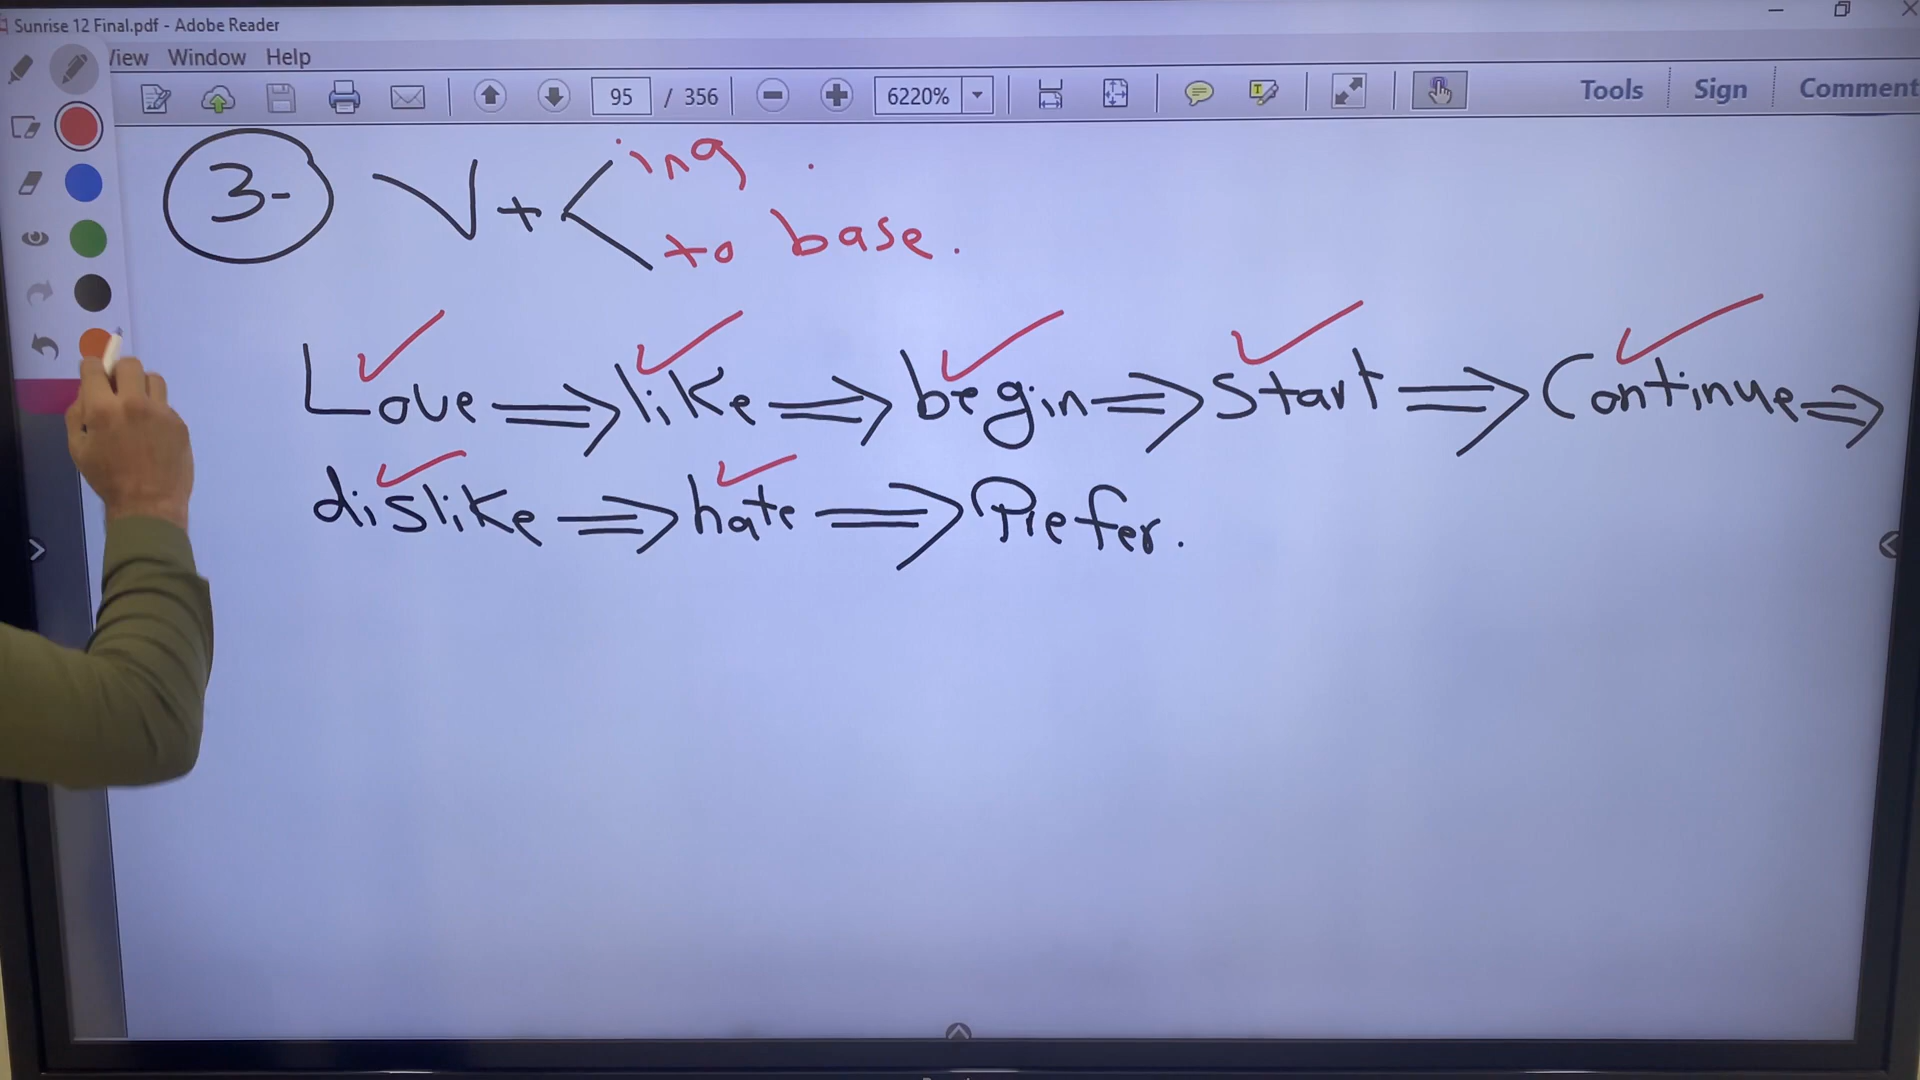 Sunrise 12 Final.pdf - Adobe Reader
View Window Help
95 / 356 6220% Tools Sign Comment
3- V + < ing .
to base.
Love ⇒ like ⇒ begin ⇒ Start ⇒ Continue ⇒
dislike ⇒ hate ⇒ Prefer.